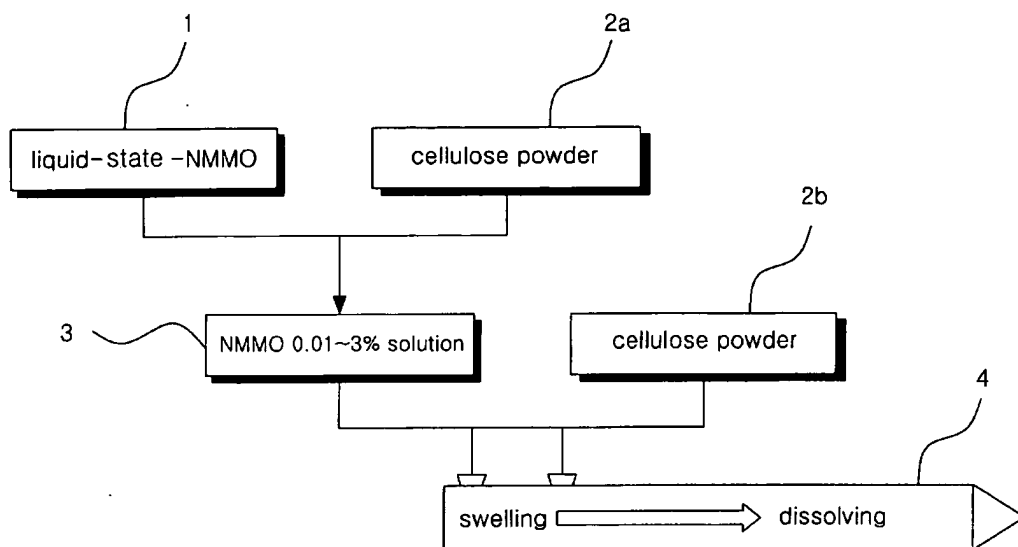 1
2a
liquid-state -NMMO
cellulose powder
2b
3
NMMO 0.01~3% solution
cellulose powder
4
swelling
dissolving